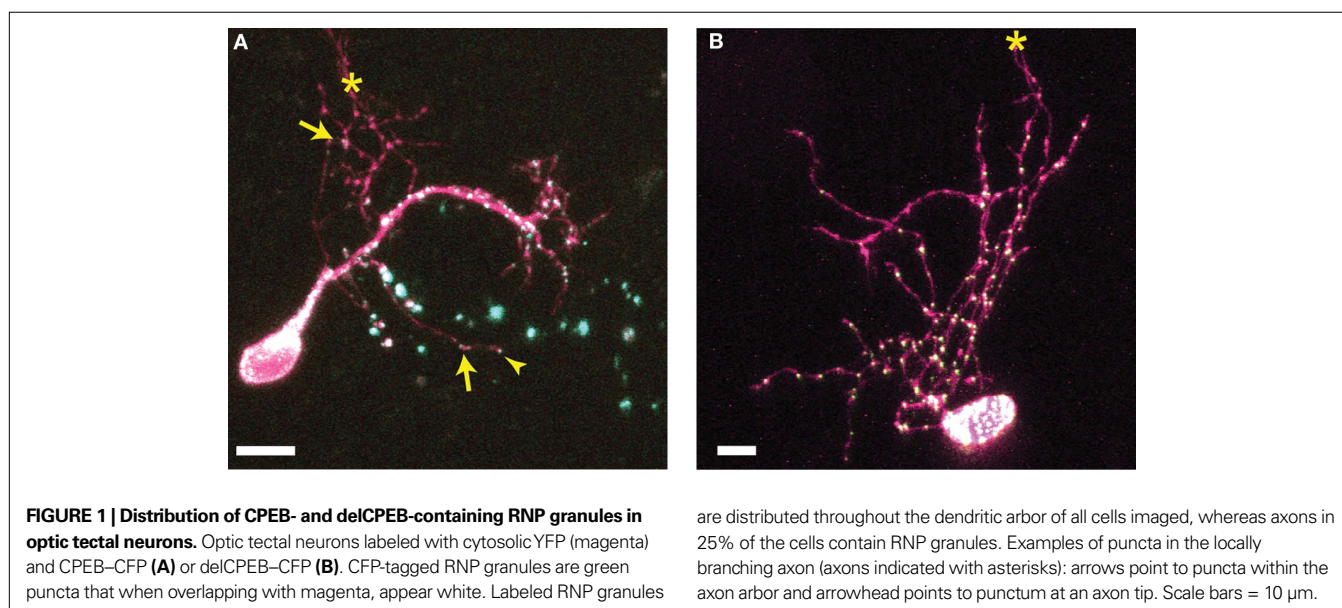 A
B
*
*
FIGURE 1 | Distribution of CPEB- and delCPEB-containing RNP granules in
optic tectal neurons. Optic tectal neurons labeled with cytosolic YFP (magenta)
and CPEB–CFP (A) or delCPEB–CFP (B). CFP-tagged RNP granules are green
puncta that when overlapping with magenta, appear white. Labeled RNP granules
are distributed throughout the dendritic arbor of all cells imaged, whereas axons in
25% of the cells contain RNP granules. Examples of puncta in the locally
branching axon (axons indicated with asterisks): arrows point to puncta within the
axon arbor and arrowhead points to punctum at an axon tip. Scale bars = 10 μm.